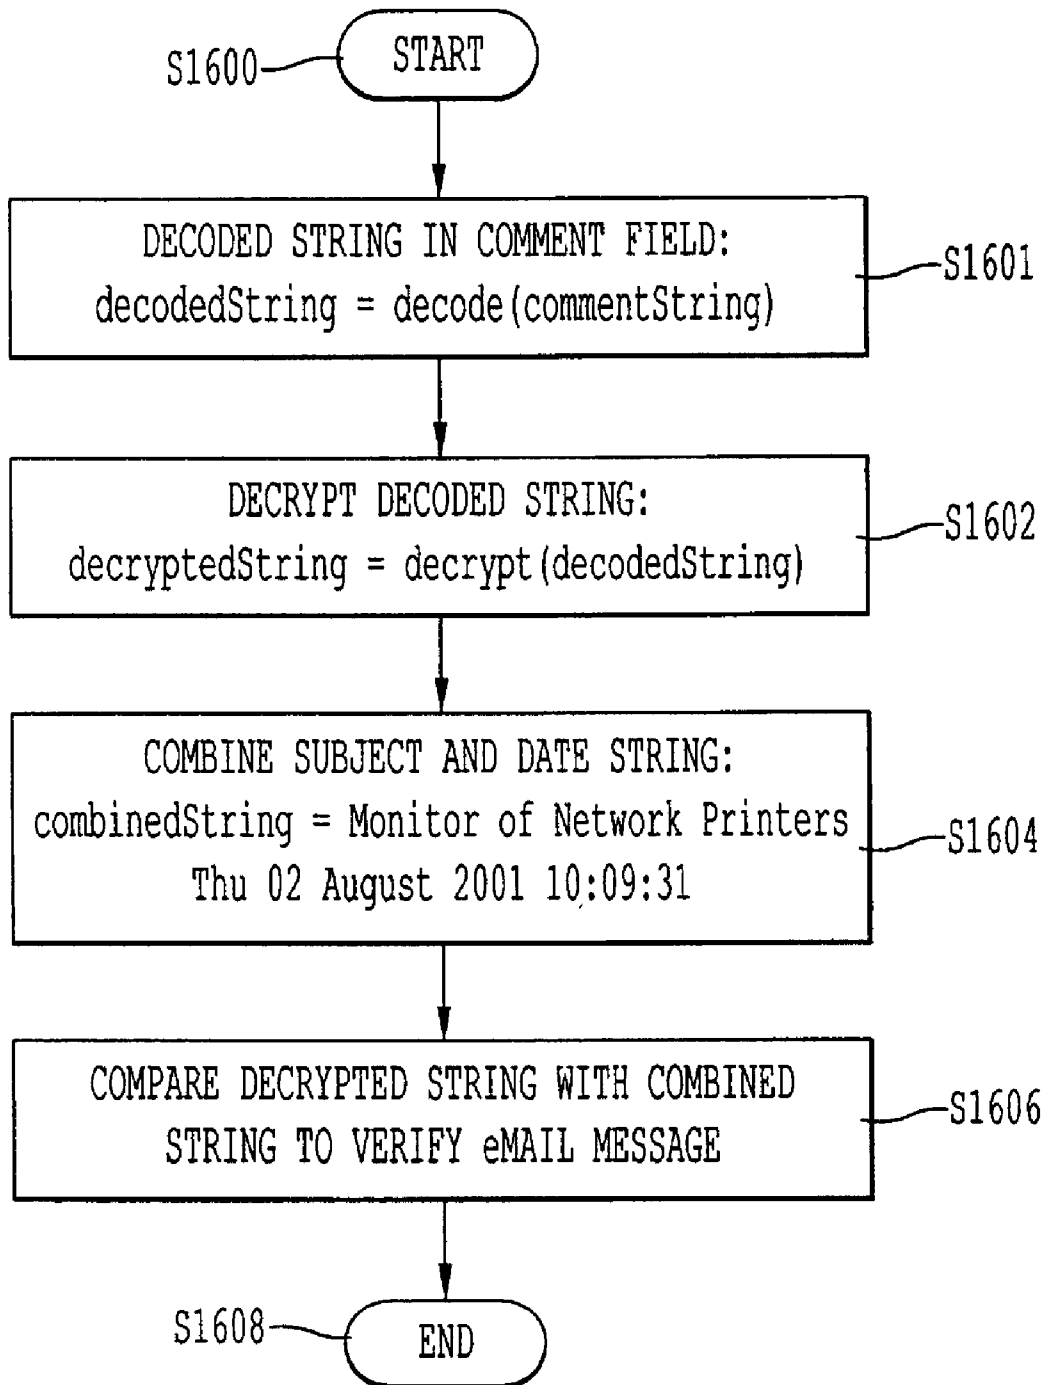 S1600
START
DECODED STRING IN COMMENT FIELD:
decodedString = decode(commentString)
S1601
DECRYPT DECODED STRING:
decryptedString = decrypt(decodedString)
S1602
COMBINE SUBJECT AND DATE STRING:
combinedString = Monitor of Network Printers
Thu 02 August 2001 10:09:31
S1604
COMPARE DECRYPTED STRING WITH COMBINED
STRING TO VERIFY eMAIL MESSAGE
S1606
S1608
END